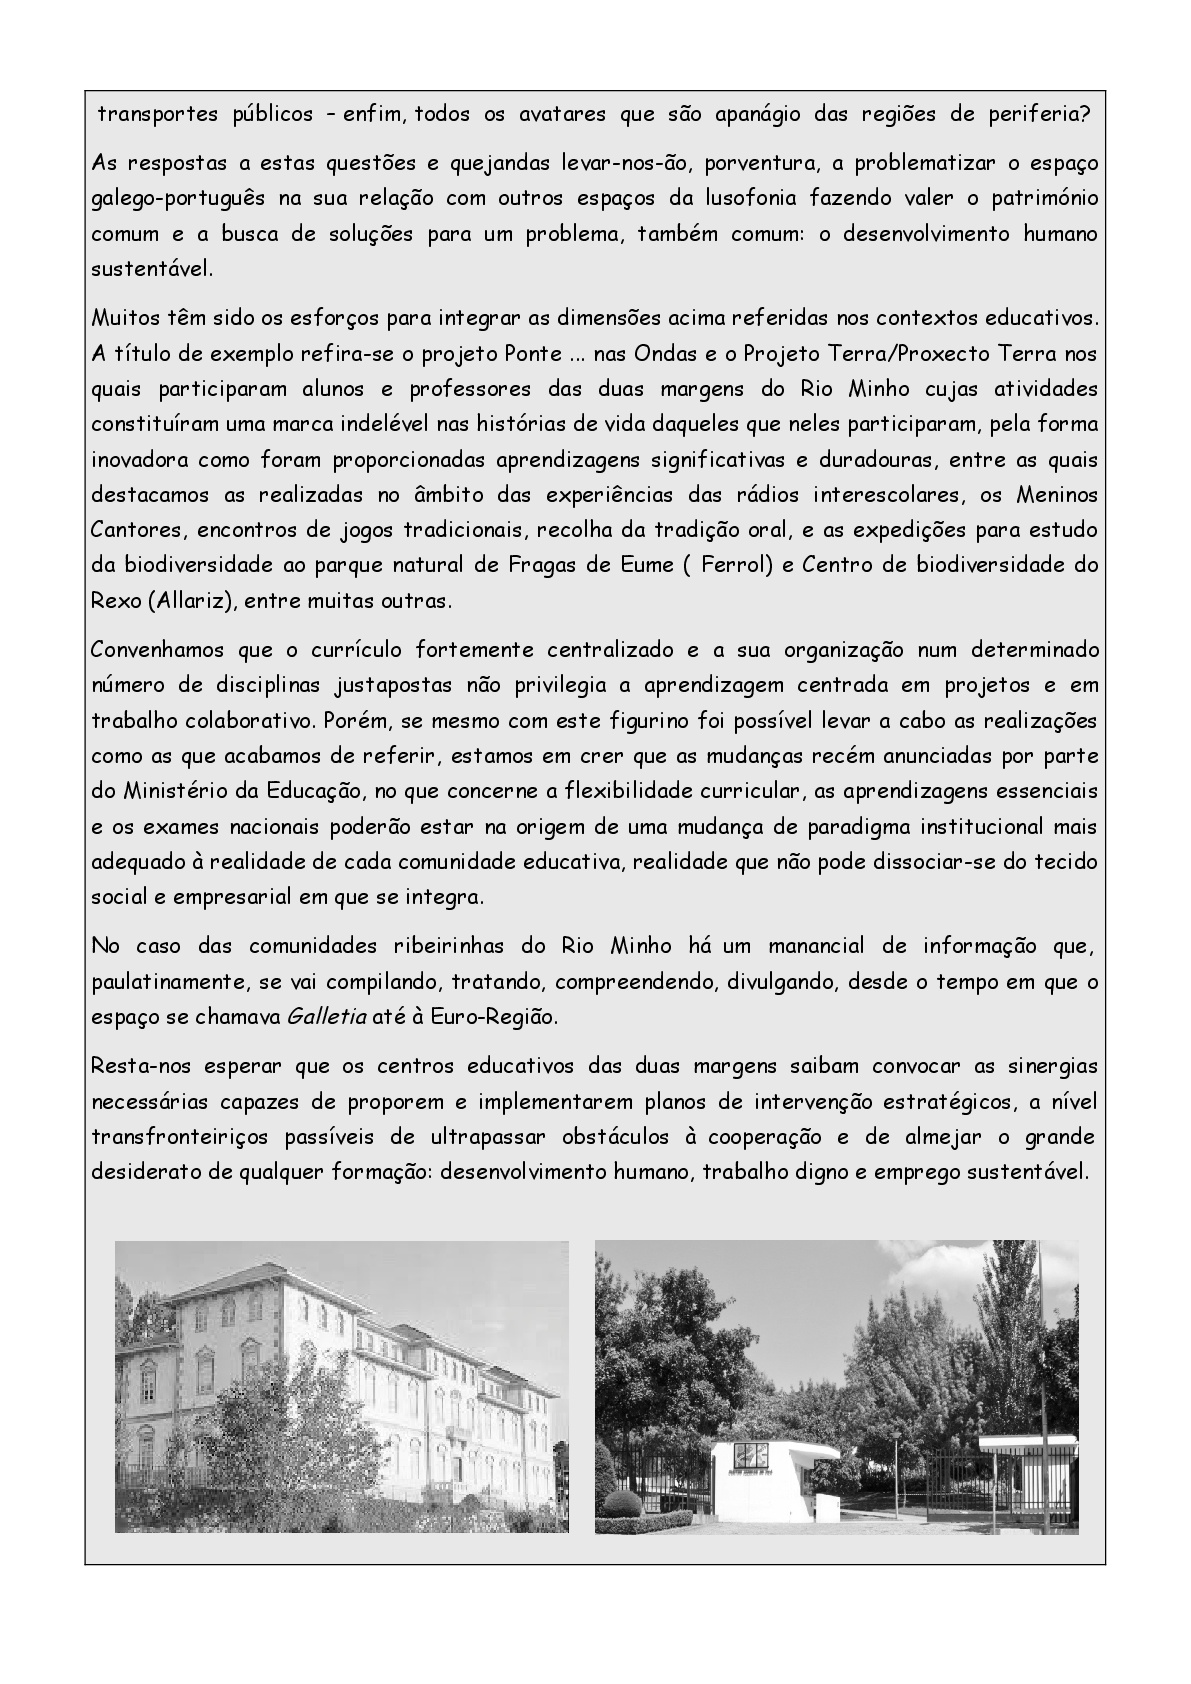 transportes públicos – enfim, todos os avatares que são apanágio das regiões de periferia?
As respostas a estas questões e quejandas levar-nos-ão, porventura, a problematizar o espaço
galego-português na sua relação com outros espaços da lusofonia fazendo valer o património
comum e a busca de soluções para um problema, também comum: o desenvolvimento humano
sustentável.
Muitos têm sido os esforços para integrar as dimensões acima referidas nos contextos educativos.
A título de exemplo refira-se o projeto Ponte ... nas Ondas e o Projeto Terra/Proxecto Terra nos
quais participaram alunos e professores das duas margens do Rio Minho cujas atividades
constituíram uma marca indelével nas histórias de vida daqueles que neles participaram, pela forma
inovadora como foram proporcionadas aprendizagens significativas e duradouras, entre as quais
destacamos as realizadas no âmbito das experiências das rádios interescolares, os Meninos
Cantores, encontros de jogos tradicionais, recolha da tradição oral, e as expedições para estudo
da biodiversidade ao parque natural de Fragas de Eume ( Ferrol) e Centro de biodiversidade do
Rexo (Allariz), entre muitas outras.
Convenhamos que o currículo fortemente centralizado e a sua organização num determinado
número de disciplinas justapostas não privilegia a aprendizagem centrada em projetos e em
trabalho colaborativo. Porém, se mesmo com este figurino foi possível levar a cabo as realizações
como as que acabamos de referir, estamos em crer que as mudanças recém anunciadas por parte
do Ministério da Educação, no que concerne a flexibilidade curricular, as aprendizagens essenciais
e os exames nacionais poderão estar na origem de uma mudança de paradigma institucional mais
adequado à realidade de cada comunidade educativa, realidade que não pode dissociar-se do tecido
social e empresarial em que se integra.
No caso das comunidades ribeirinhas do Rio Minho há um manancial de informação que,
paulatinamente, se vai compilando, tratando, compreendendo, divulgando, desde o tempo em que o
espaço se chamava Galletia até à Euro-Região.
Resta-nos esperar que os centros educativos das duas margens saibam convocar as sinergias
necessárias capazes de proporem e implementarem planos de intervenção estratégicos, a nível
transfronteiriços passíveis de ultrapassar obstáculos à cooperação e de almejar o grande
desiderato de qualquer formação: desenvolvimento humano, trabalho digno e emprego sustentável.